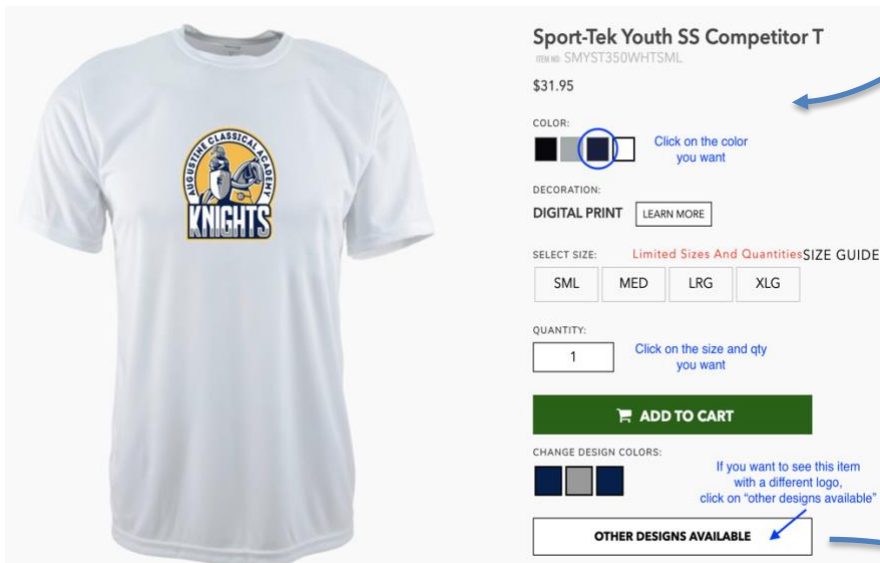 AUGUSTINE CLASSICAL ACADEMY
KNIGHTS
Sport-Tek Youth SS Competitor T
ITEM NO: SMYST350WHTSML
$31.95
COLOR:
Click on the color
you want
DECORATION:
DIGITAL PRINT LEARN MORE
SELECT SIZE: Limited Sizes And Quantities SIZE GUIDE
SML MED LRG XLG
QUANTITY:
1
Click on the size and qty
you want
ADD TO CART
CHANGE DESIGN COLORS:
If you want to see this item
with a different logo,
click on “other designs available”
OTHER DESIGNS AVAILABLE